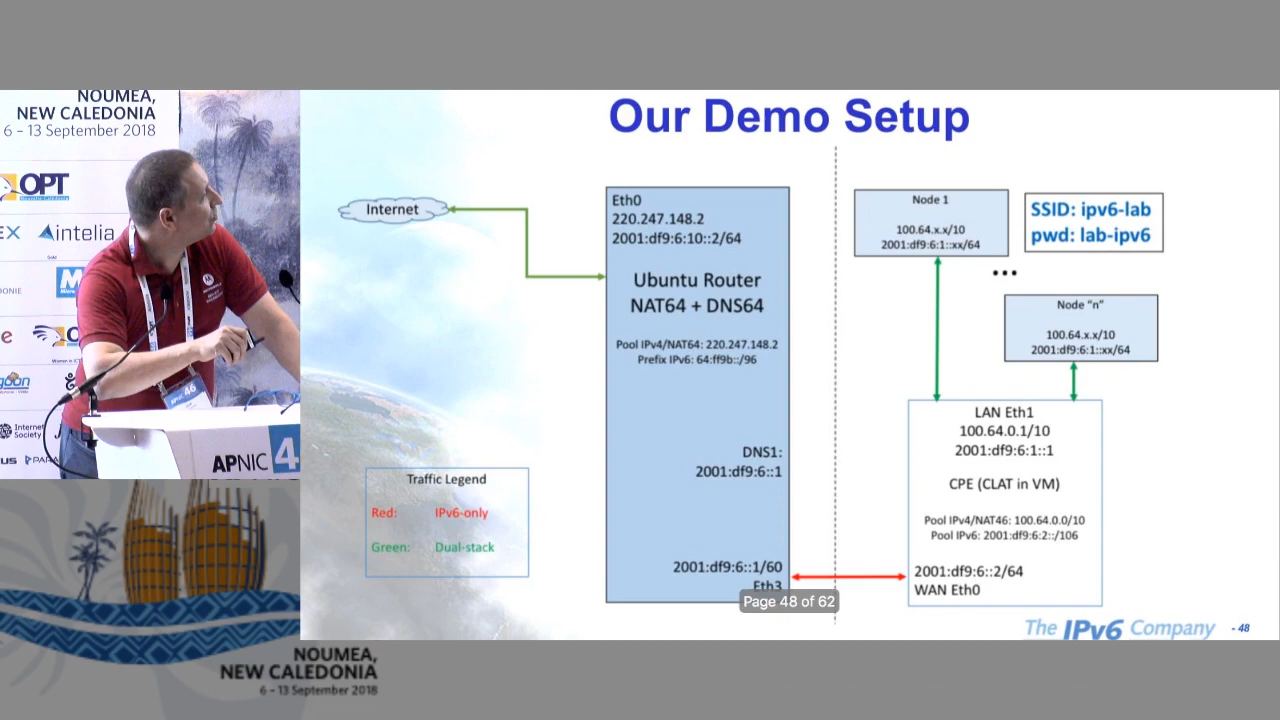 NOUMEA,
NEW CALEDONIA
6 – 13 September 2018
OPT
EX
intelia
M
e
Internet
Society
APNIC 4
Our Demo Setup
Internet
Eth0
220.247.148.2
2001:df9:6:10::2/64
Ubuntu Router
NAT64 + DNS64
Pool IPv4/NAT64: 220.247.148.2
Prefix IPv6: 64:ff9b::/96
DNS1:
2001:df9:6::1
2001:df9:6::1/60
Eth3
Node 1
100.64.x.x/10
2001:df9:6:1::xx/64
SSID: ipv6-lab
pwd: lab-ipv6
•••
Node “n”
100.64.x.x/10
2001:df9:6:1::xx/64
LAN Eth1
100.64.0.1/10
2001:df9:6:1::1
CPE (CLAT in VM)
Pool IPv4/NAT46: 100.64.0.0/10
Pool IPv6: 2001:df9:6:2::/106
2001:df9:6::2/64
WAN Eth0
Traffic Legend
Red: IPv6-only
Green: Dual-stack
Page 48 of 62
The IPv6 Company
- 48
NOUMEA,
NEW CALEDONIA
6 – 13 September 2018